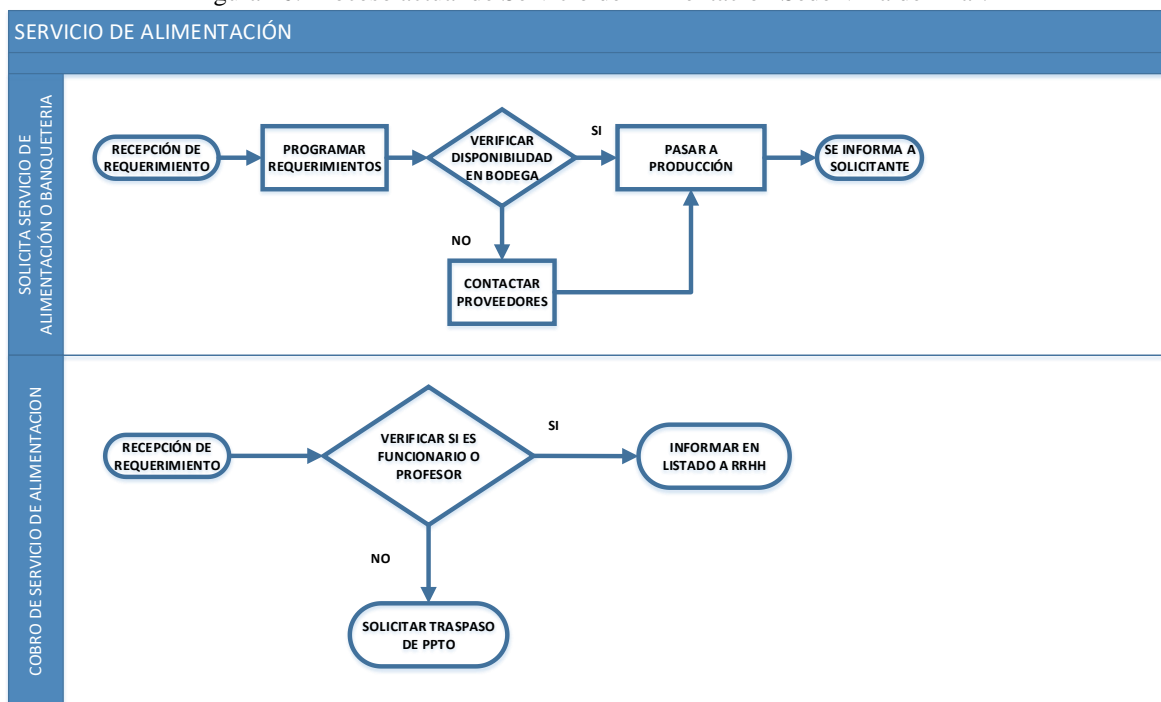 SERVICIO DE ALIMENTACIÓN
SOLICITA SERVICIO DE
ALIMENTACIÓN O BANQUETERIA
RECEPCIÓN DE
REQUERIMIENTO
PROGRAMAR
REQUERIMIENTOS
VERIFICAR
DISPONIBILIDAD
EN BODEGA
SI
PASAR A
PRODUCCIÓN
SE INFORMA A
SOLICITANTE
NO
CONTACTAR
PROVEEDORES
COBRO DE SERVICIO DE ALIMENTACION
RECEPCIÓN DE
REQUERIMIENTO
VERIFICAR SI ES
FUNCIONARIO O
PROFESOR
SI
INFORMAR EN
LISTADO A RRHH
NO
SOLICITAR TRASPASO
DE PPTO